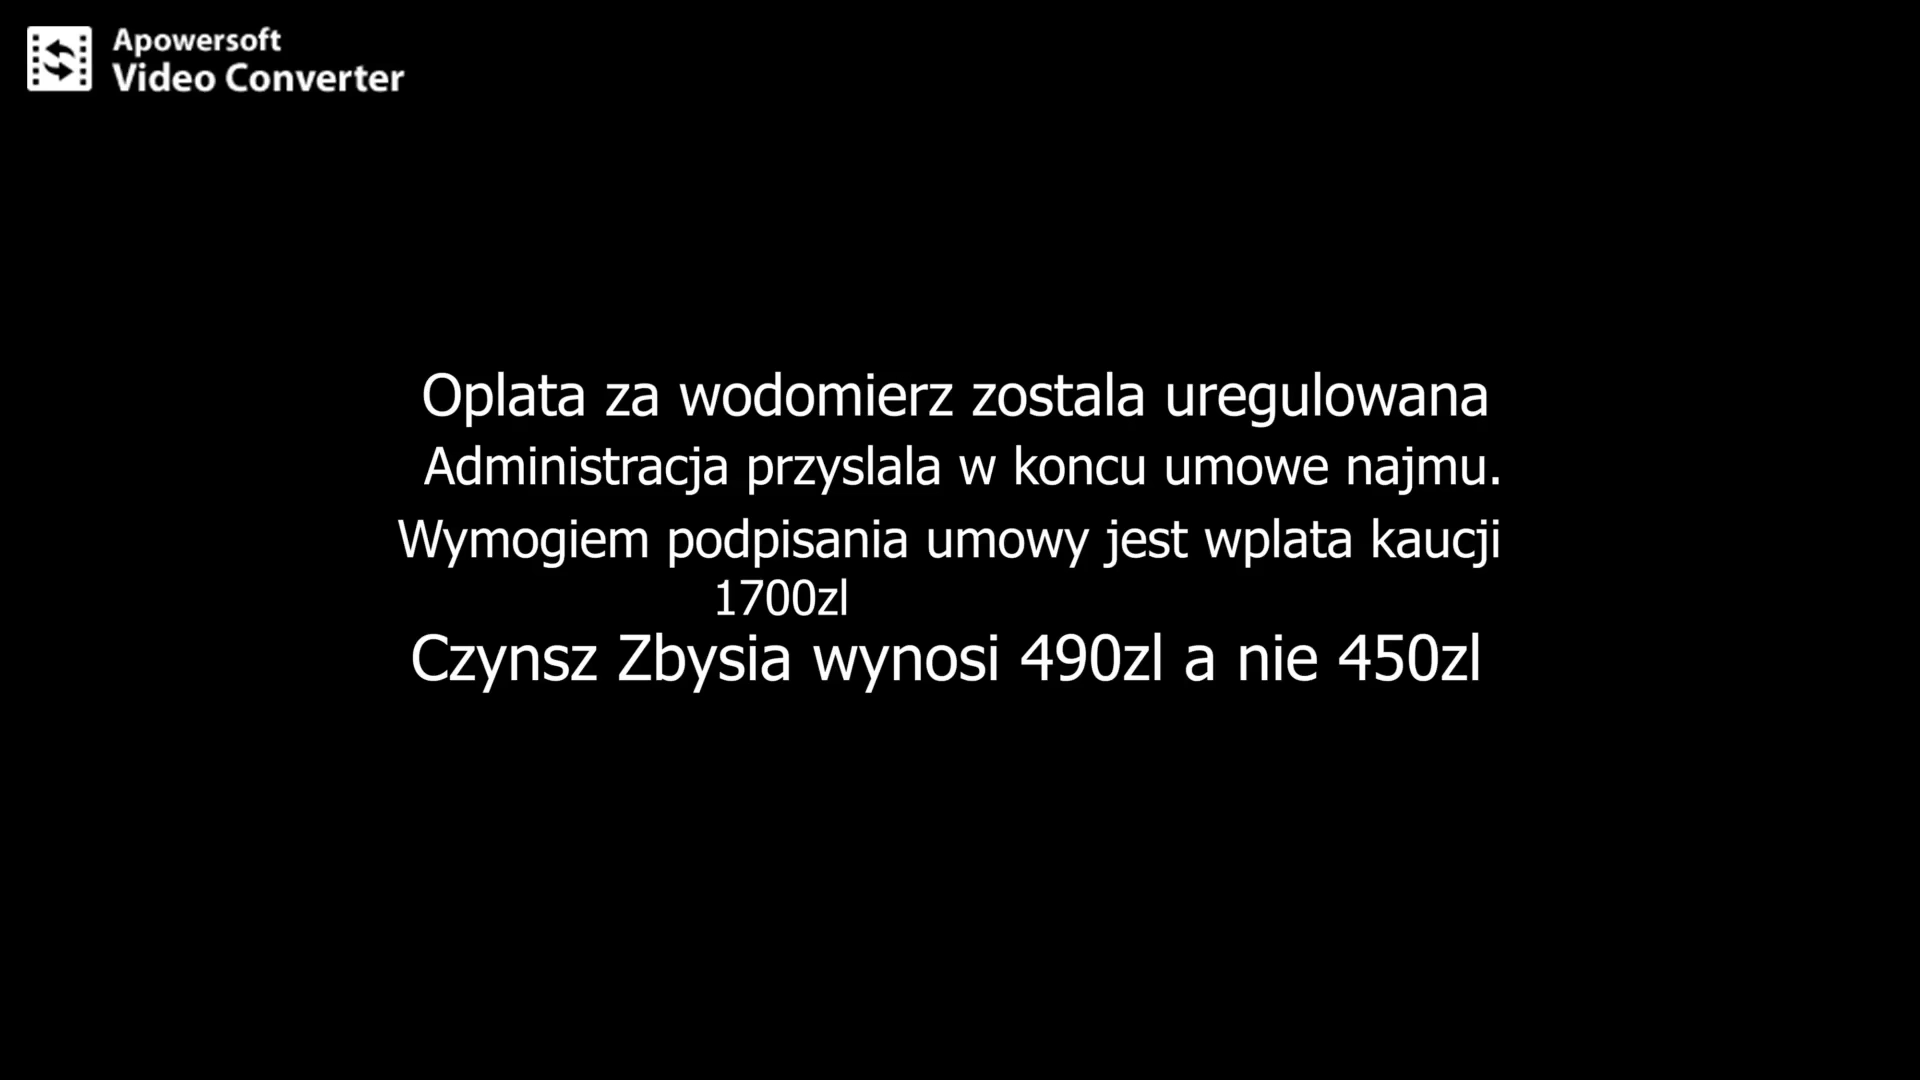 Apowersoft
Video Converter
Oplata za wodomierz zostala uregulowana
Administracja przyslala w koncu umowe najmu.
Wymogiem podpisania umowy jest wplata kaucji
1700zl
Czynsz Zbysia wynosi 490zl a nie 450zl